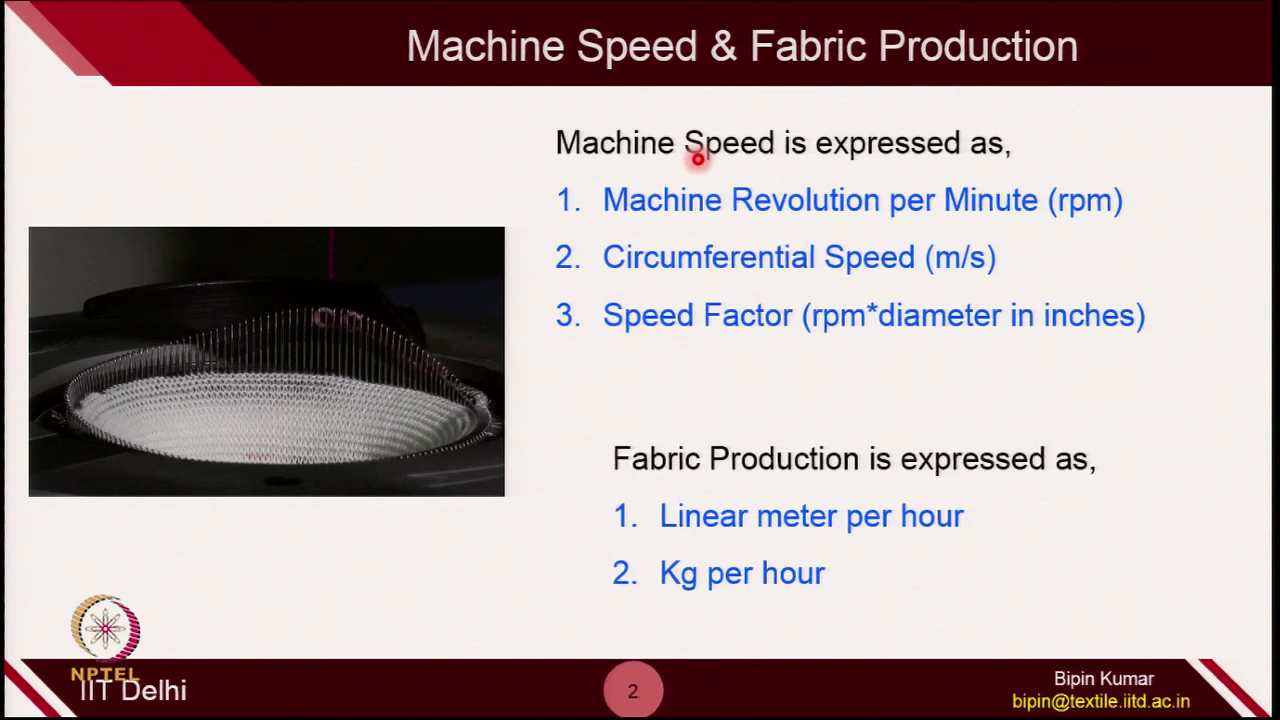 Machine Speed & Fabric Production
Machine Speed is expressed as,
1. Machine Revolution per Minute (rpm)
2. Circumferential Speed (m/s)
3. Speed Factor (rpm*diameter in inches)
Fabric Production is expressed as,
1. Linear meter per hour
2. Kg per hour
NPTEL
IIT Delhi
2
Bipin Kumar
bipin@textile.iitd.ac.in